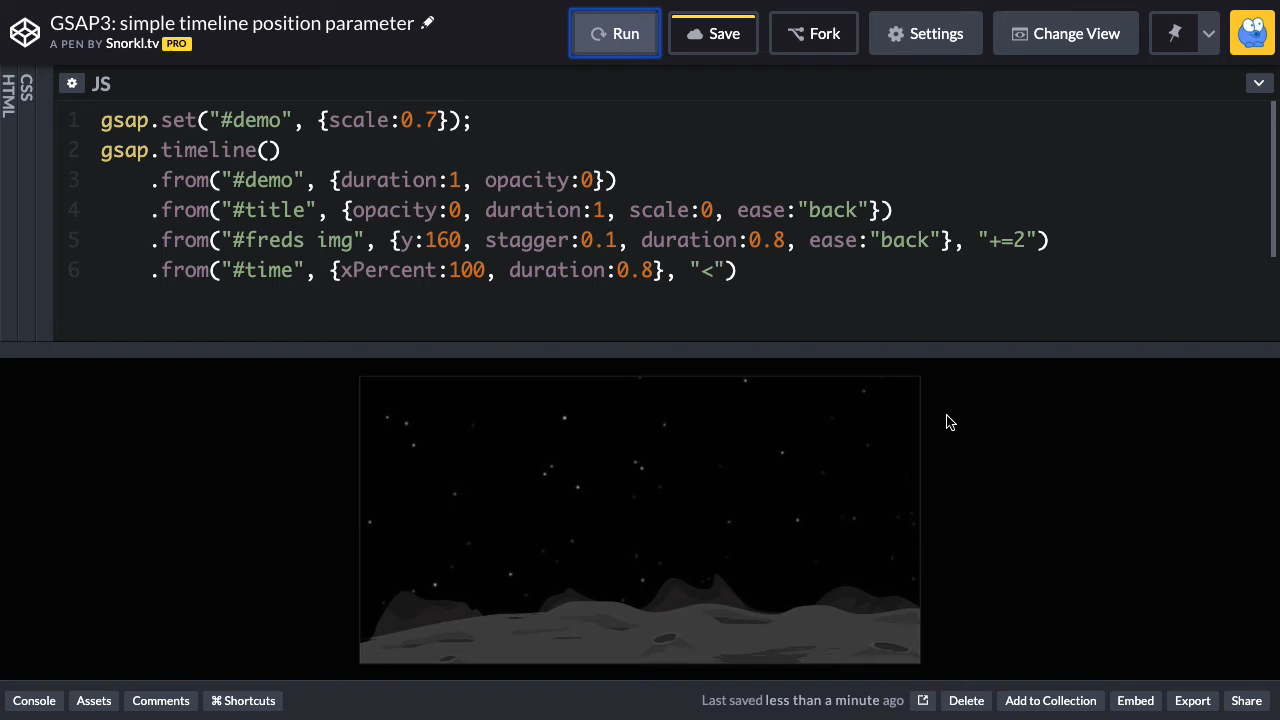 GSAP3: simple timeline position parameter
A PEN BY Snorkl.tv PRO
Run
Save
Fork
Settings
Change View
HTML
CSS
JS
1 gsap.set("#demo", {scale:0.7});
2 gsap.timeline()
3 .from("#demo", {duration:1, opacity:0})
4 .from("#title", {opacity:0, duration:1, scale:0, ease:"back"})
5 .from("#freds img", {y:160, stagger:0.1, duration:0.8, ease:"back"}, "+=2")
6 .from("#time", {xPercent:100, duration:0.8}, "<")
Console
Assets
Comments
⌘ Shortcuts
Last saved less than a minute ago
Delete
Add to Collection
Embed
Export
Share